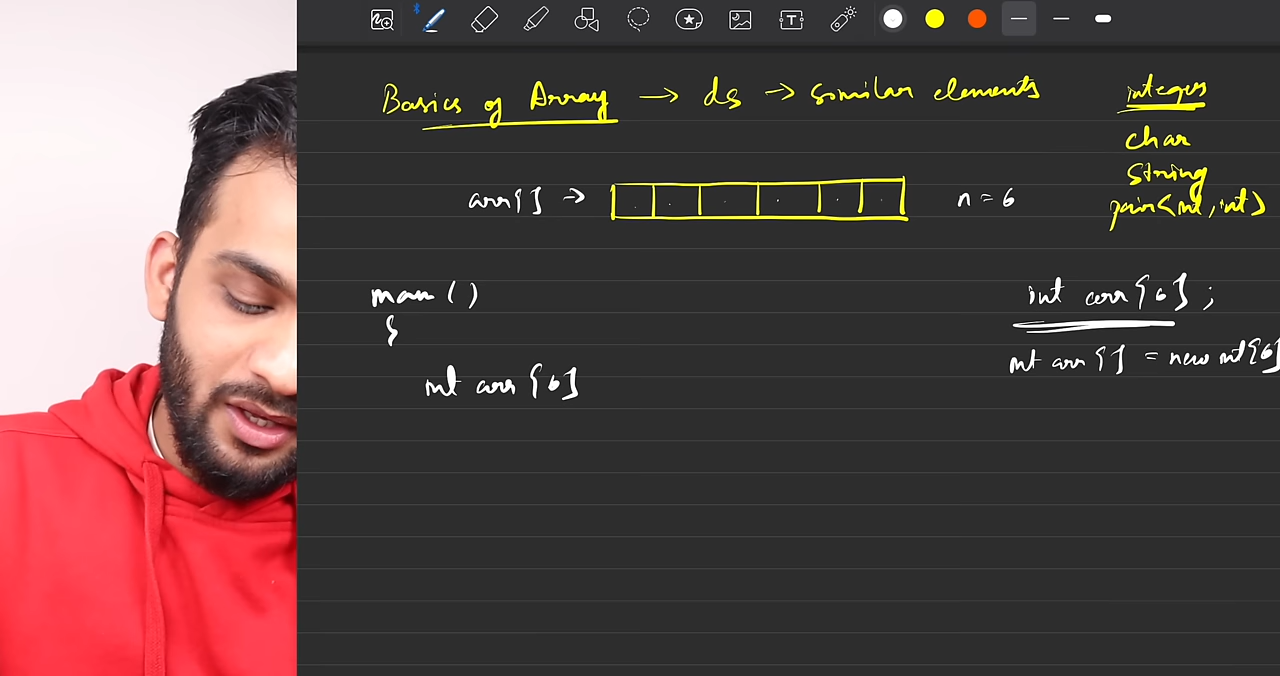 Basics of Array → ds → similar elements
integer
char
string
pair<int, int>
arr[] →
n = 6
main ( )
{
int arr[6]
int arr[6] ;
int arr[] = new int[6]